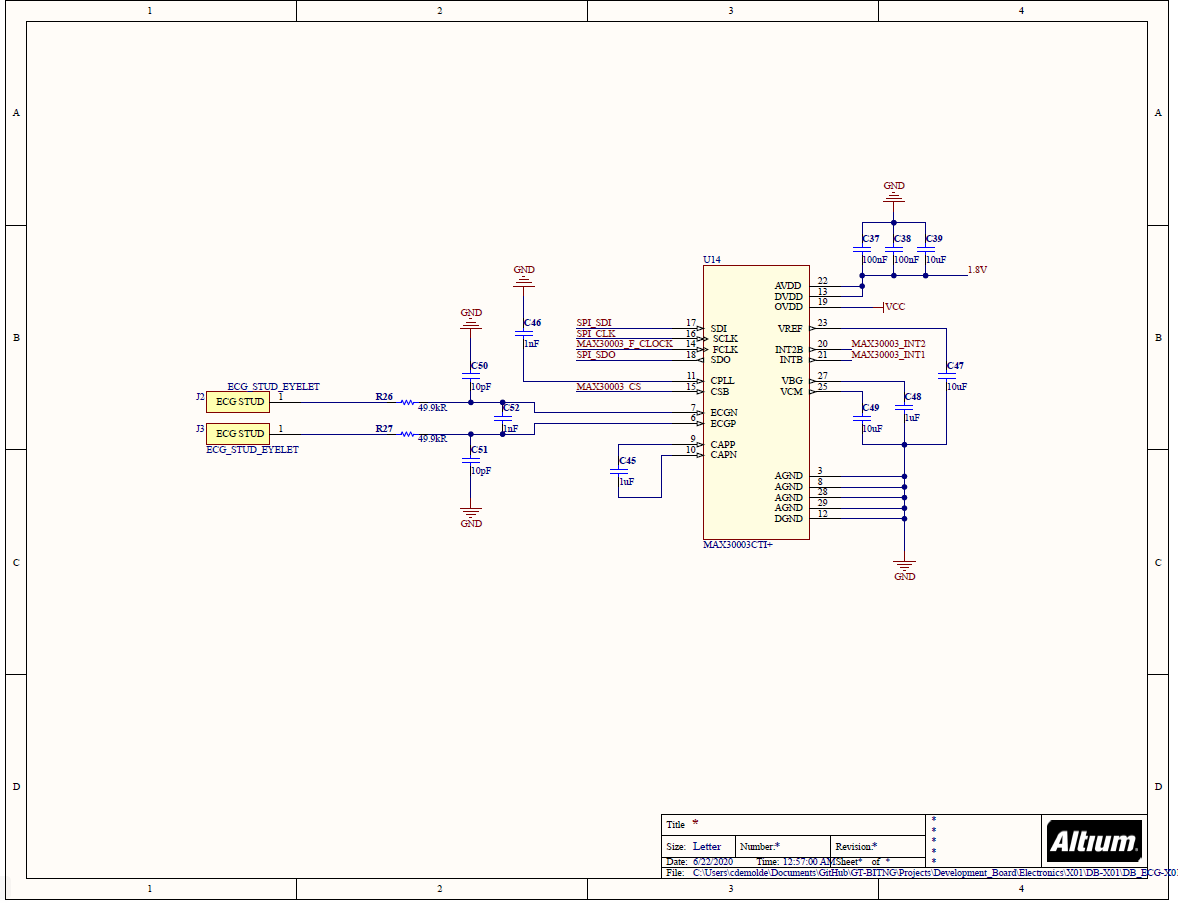 1 2 3 4
A A
GND
C37 C38 C39
100nF 100nF 10uF
U14
GND 1.8V
22 AVDD
13 DVDD
19 OVDD VCC
GND
C46
1nF
SPI_SDI 17 SDI VREF 23
SPI_CLK 16 SCLK
MAX30003_F_CLOCK 14 FCLK INT2B 20 MAX30003_INT2
SPI_SDO 18 SDO INTB 21 MAX30003_INT1
B B
C50
10pF
C47
10uF
11 CPLL VBG 27
MAX30003_CS 15 CSB VCM 25
ECG_STUD_EYELET
J2 ECG STUD 1 R26 49.9kR
C52
1nF
C49
10uF
C48
1uF
7 ECGN
6 ECGP
J3 ECG STUD 1 R27 49.9kR
ECG_STUD_EYELET
C51
10pF
9 CAPP
10 CAPN
C45
1uF
AGND 3
AGND 8
AGND 28
AGND 29
DGND 12
GND
MAX30003CTI+
GND
C C
D D
Title *
Size: Letter Number:* Revision:*
Date: 6/22/2020 Time: 12:57:00 AM Sheet* of *
File: C:\Users\cdemolde\Documents\GitHub\GT-BITNG\Projects\Development_Board\Electronics\X01\DB-X01\DB_ECG-X01
*
*
*
*
*
Altium.
1 2 3 4